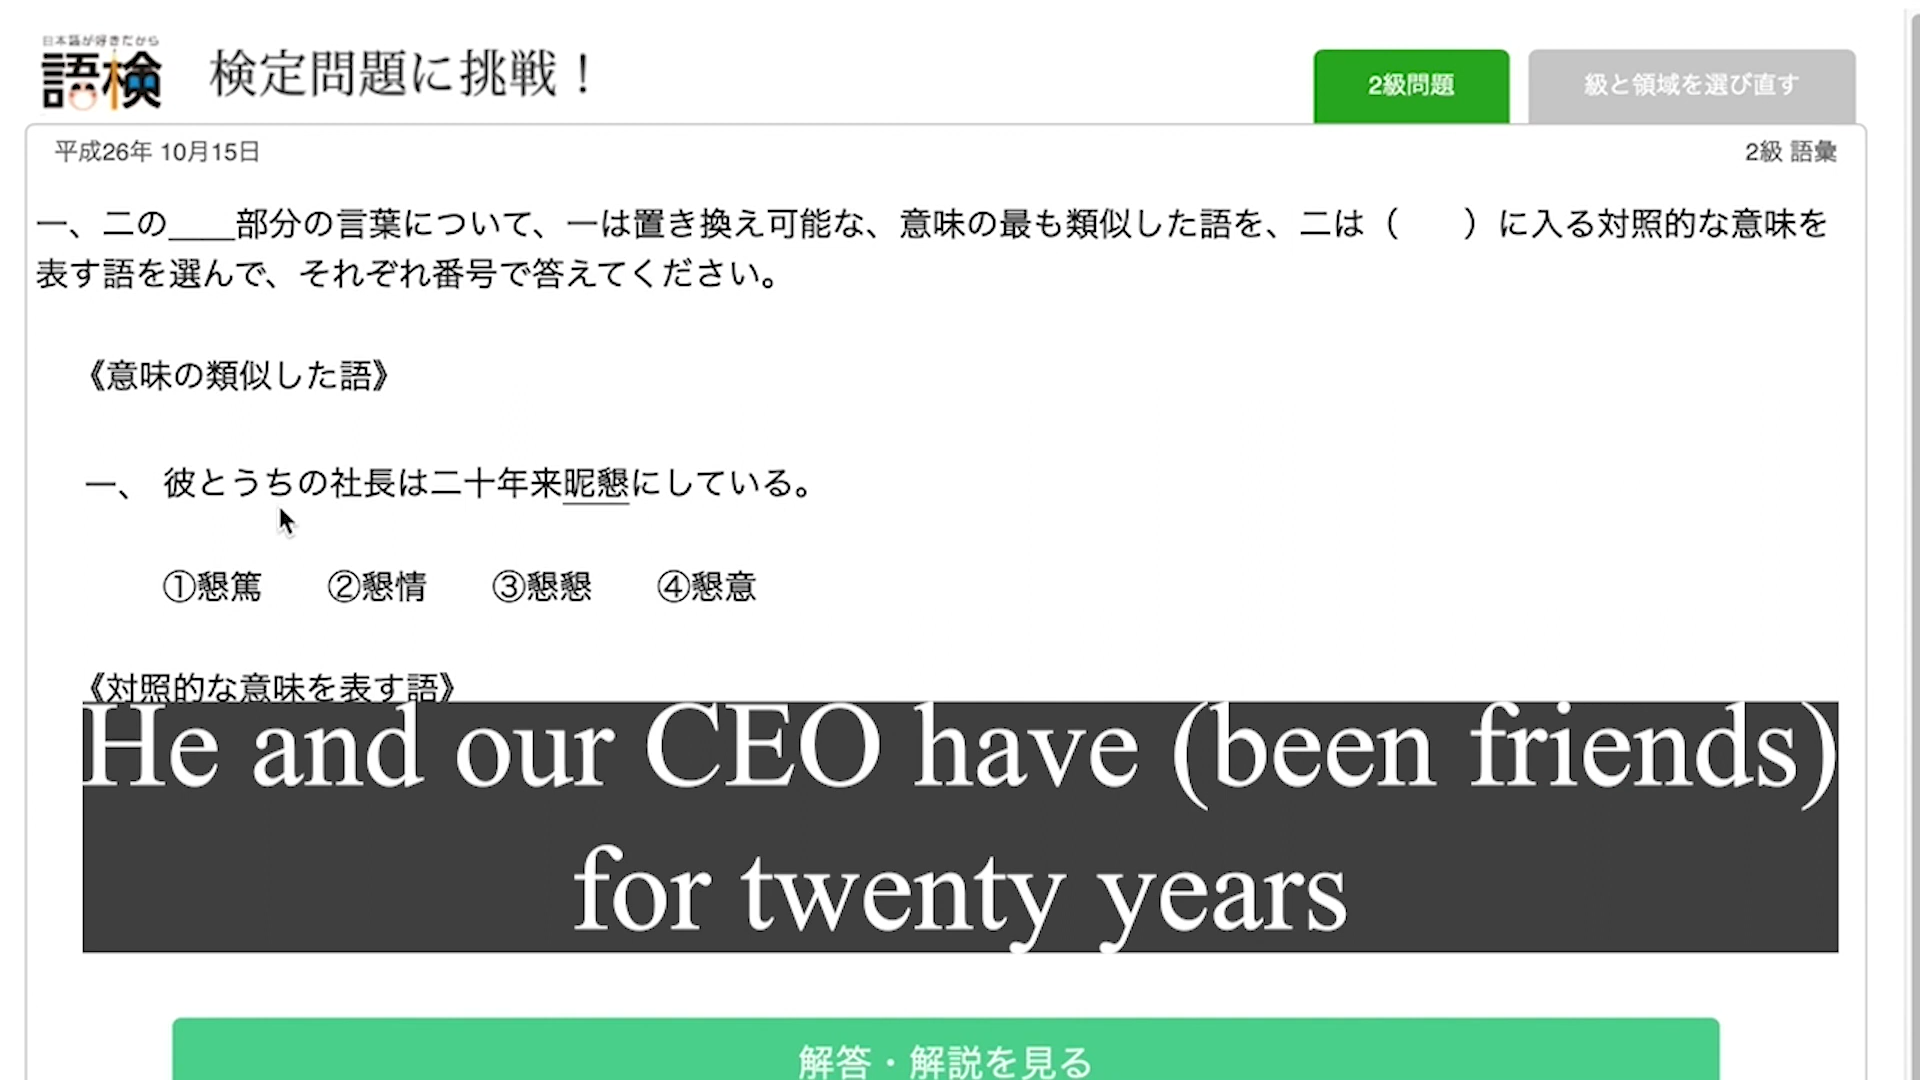 日本語が好きだから
語検
検定問題に挑戦！
2級問題
級と領域を選び直す
平成26年 10月15日
2級 語彙
一、二の____部分の言葉について、一は置き換え可能な、意味の最も類似した語を、二は（　　）に入る対照的な意味を
表す語を選んで、それぞれ番号で答えてください。
《意味の類似した語》
一、 彼とうちの社長は二十年来昵懇にしている。
①懇篤　　②懇情　　③懇懇　　④懇意
《対照的な意味を表す語》
He and our CEO have (been friends)
for twenty years
解答・解説を見る